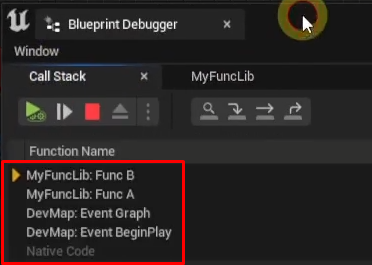 Blueprint Debugger
Window
Call Stack
MyFuncLib
Function Name
MyFuncLib: Func B
MyFuncLib: Func A
DevMap: Event Graph
DevMap: Event BeginPlay
Native Code